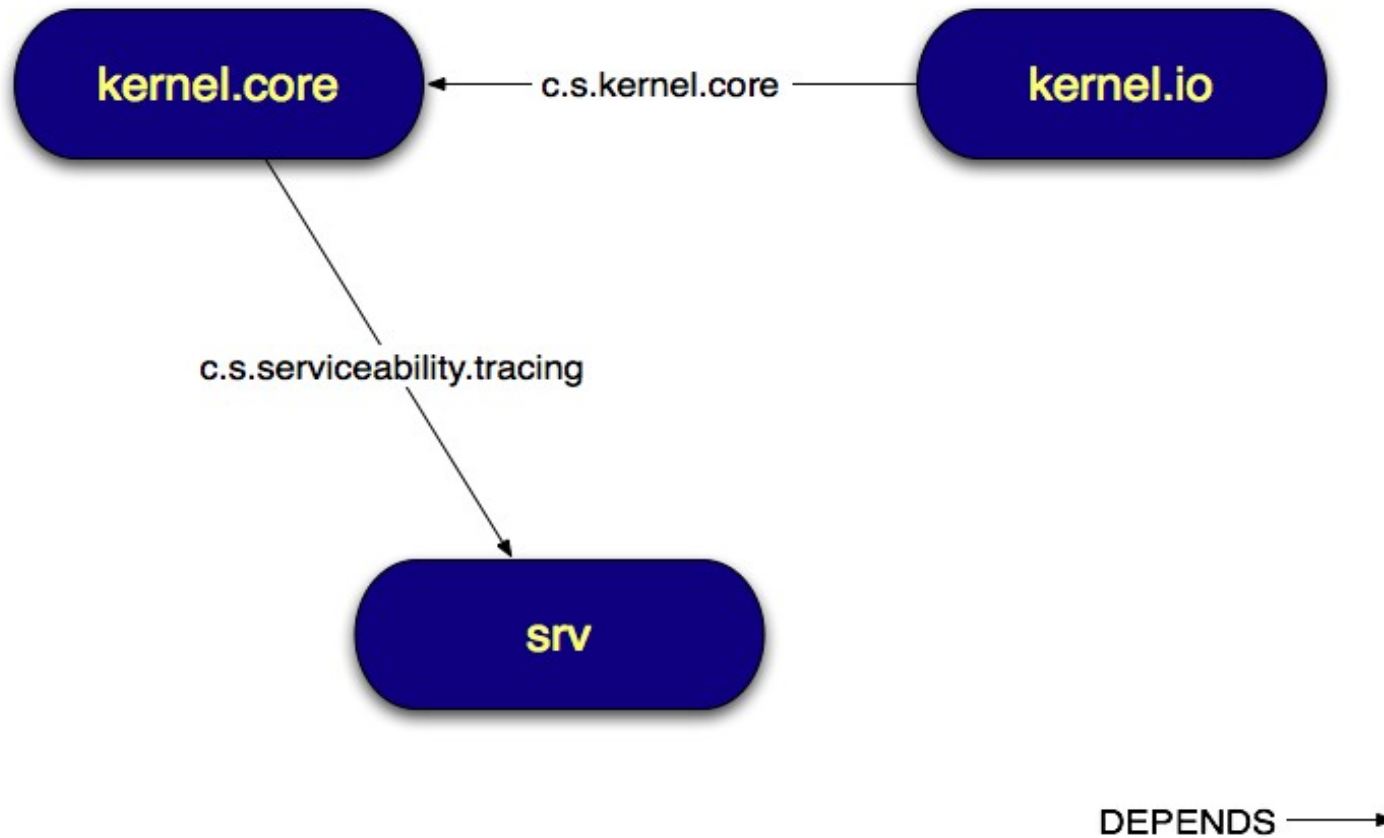 kernel.core
c.s.kernel.core
kernel.io
c.s.serviceability.tracing
srv
DEPENDS